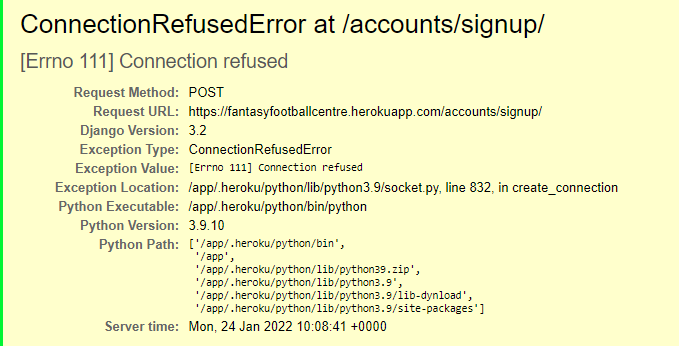 ConnectionRefusedError at /accounts/signup/
[Errno 111] Connection refused
Request Method: POST
Request URL: https://fantasyfootballcentre.herokuapp.com/accounts/signup/
Django Version: 3.2
Exception Type: ConnectionRefusedError
Exception Value: [Errno 111] Connection refused
Exception Location: /app/.heroku/python/lib/python3.9/socket.py, line 832, in create_connection
Python Executable: /app/.heroku/python/bin/python
Python Version: 3.9.10
Python Path: ['/app/.heroku/python/bin',
'/app',
'/app/.heroku/python/lib/python39.zip',
'/app/.heroku/python/lib/python3.9',
'/app/.heroku/python/lib/python3.9/lib-dynload',
'/app/.heroku/python/lib/python3.9/site-packages']
Server time: Mon, 24 Jan 2022 10:08:41 +0000